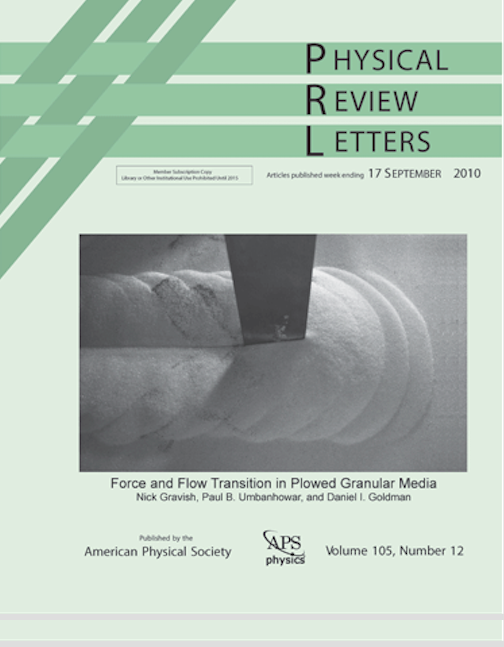 PHYSICAL
REVIEW
LETTERS
Member Subscription Copy
Library or Other Institutional Use Prohibited Until 2015
Articles published week ending 17 SEPTEMBER 2010
Force and Flow Transition in Plowed Granular Media
Nick Gravish, Paul B. Umbanhowar, and Daniel I. Goldman
Published by the
American Physical Society
APS
physics
Volume 105, Number 12